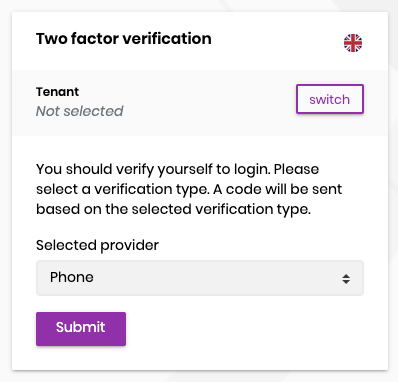 Two factor verification
Tenant
Not selected
switch
You should verify yourself to login. Please
select a verification type. A code will be sent
based on the selected verification type.
Selected provider
Phone
Submit